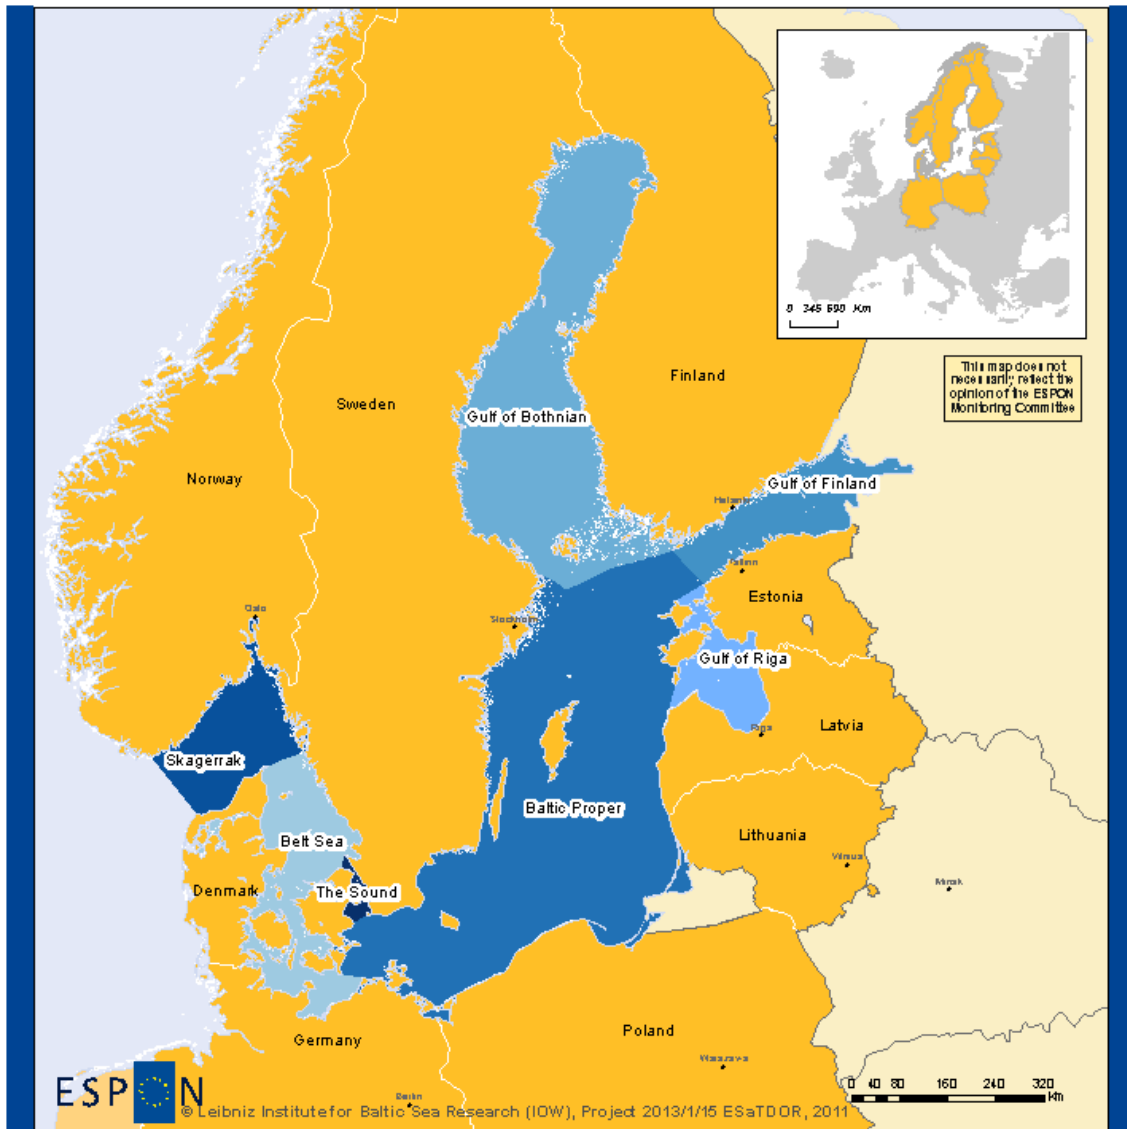 0 345 690 Km
This map does not
necessarily reflect the
opinion of the ESPON
Monitoring Committee
Finland
Sweden
Gulf of Bothnian
Norway
Gulf of Finland
Helsinki
Tallinn
Estonia
Oslo
Stockholm
Gulf of Riga
Latvia
Riga
Skagerrak
Baltic Proper
Lithuania
Belt Sea
Vilnius
Denmark
The Sound
Minsk
Poland
Germany
Warszawa
ESPON
0 40 80 160 240 320
Km
Berlin
© Leibniz Institute for Baltic Sea Research (IOW), Project 2013/1/15 ESaTDOR, 2011